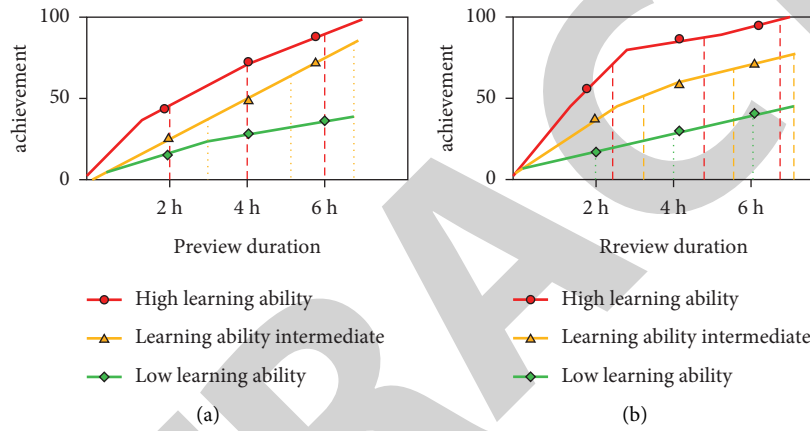 100
50
0
achievement
2 h
4 h
6 h
Preview duration
High learning ability
Learning ability intermediate
Low learning ability
(a)
100
50
0
achievement
2 h
4 h
6 h
Rreview duration
High learning ability
Learning ability intermediate
Low learning ability
(b)